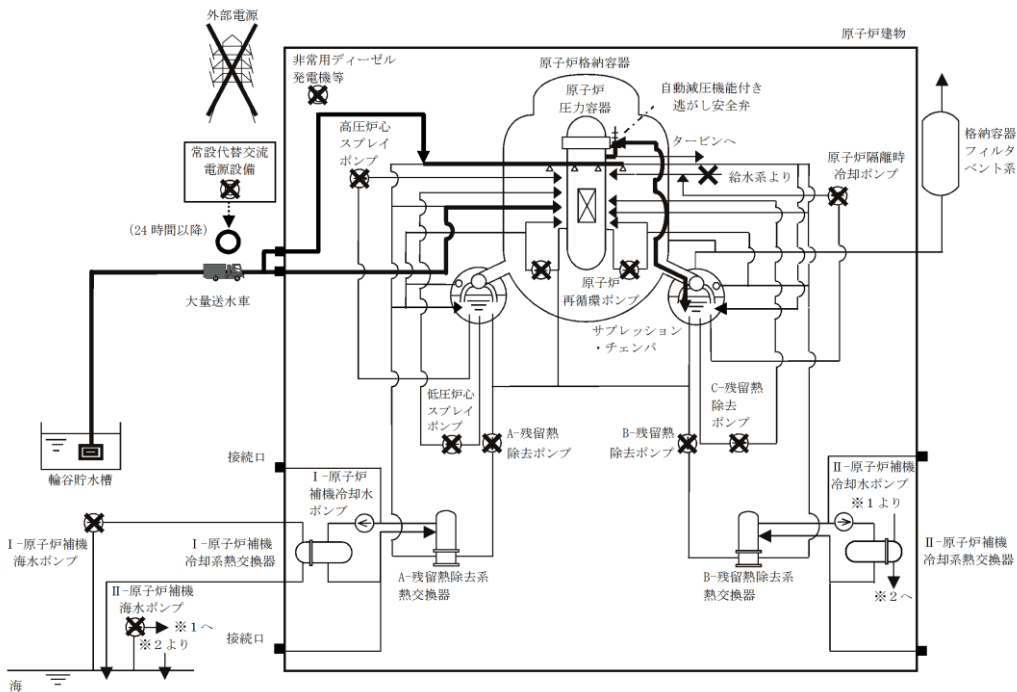 外部電源
原子炉建物
非常用ディーゼル
発電機等
原子炉格納容器
原子炉
圧力容器
自動減圧機能付き
逃がし安全弁
高圧炉心
スプレイ
ポンプ
タービンへ
格納容器
フィルタ
ベント系
常設代替交流
電源設備
原子炉隔離時
冷却ポンプ
給水系より
(24時間以降)
大量送水車
原子炉
再循環ポンプ
サプレッション
・チェンバ
低圧炉心
スプレイ
ポンプ
C-残留熱
除去
ポンプ
A-残留熱
除去ポンプ
B-残留熱
除去ポンプ
輪谷貯水槽
接続口
Ⅰ-原子炉
補機冷却水
ポンプ
Ⅱ-原子炉補機
冷却水ポンプ
※1より
Ⅰ-原子炉補機
海水ポンプ
Ⅰ-原子炉補機
冷却系熱交換器
Ⅱ-原子炉補機
冷却系熱交換器
A-残留熱除去系
熱交換器
B-残留熱除去系
熱交換器
※2へ
Ⅱ-原子炉補機
海水ポンプ
※1へ
※2より
接続口
海